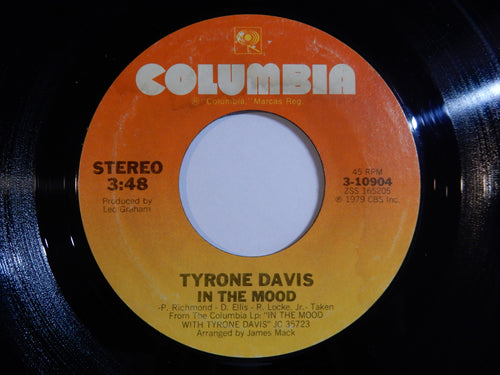 COLUMBIA
® "Columbia," Marcas Reg.
STEREO
3:48
Produced by
Leo Graham
45 RPM
3-10904
ZSS 165205
℗ 1979 CBS Inc.
TYRONE DAVIS
IN THE MOOD
-P. Richmond - D. Ellis - R. Locke, Jr.- Taken
From The Columbia Lp: "IN THE MOOD
WITH TYRONE DAVIS" JC 35723
Arranged by James Mack